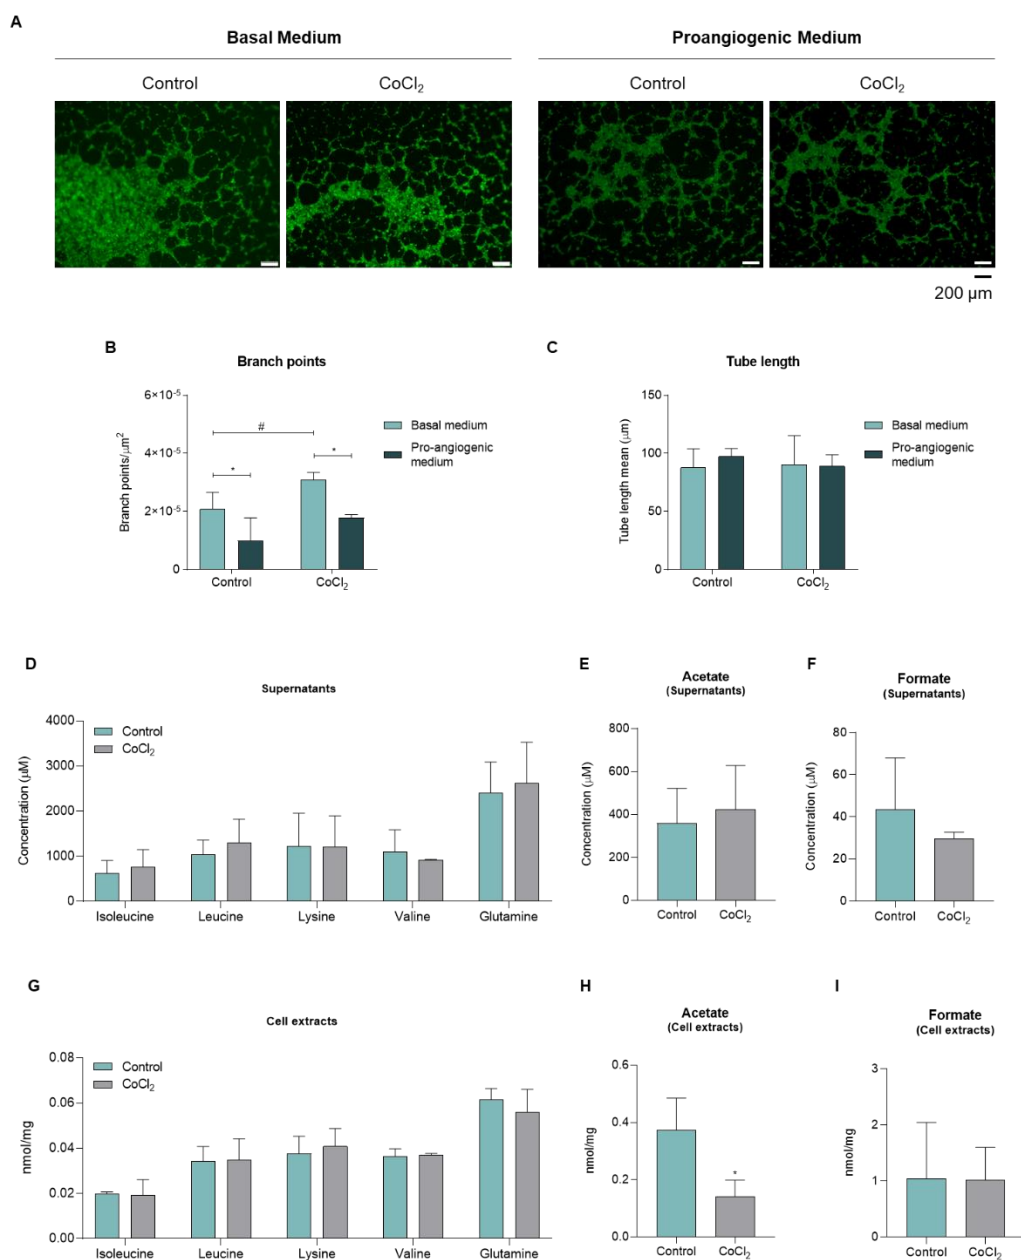 A
Basal Medium
Proangiogenic Medium
Control
CoCl₂
Control
CoCl₂
200 µm
B
Branch points
Branch points/µm²
6×10⁻⁵
4×10⁻⁵
2×10⁻⁵
0
#
*
*
Control
CoCl₂
Basal medium
Pro-angiogenic
medium
C
Tube length
Tube length mean (µm)
150
100
50
0
Control
CoCl₂
Basal medium
Pro-angiogenic
medium
D
Supernatants
Concentration (µM)
4000
3000
2000
1000
0
Control
CoCl₂
Isoleucine
Leucine
Lysine
Valine
Glutamine
E
Acetate
(Supernatants)
Concentration (µM)
800
600
400
200
0
Control
CoCl₂
F
Formate
(Supernatants)
Concentration (µM)
80
60
40
20
0
Control
CoCl₂
G
Cell extracts
nmol/mg
0.08
0.06
0.04
0.02
0.00
Control
CoCl₂
Isoleucine
Leucine
Lysine
Valine
Glutamine
H
Acetate
(Cell extracts)
nmol/mg
0.6
0.4
0.2
0.0
*
Control
CoCl₂
I
Formate
(Cell extracts)
nmol/mg
3
2
1
0
Control
CoCl₂